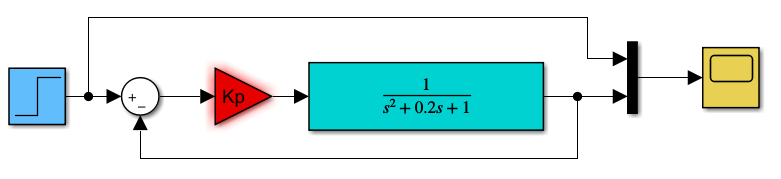 +
−
Kp
1
s² + 0.2s + 1